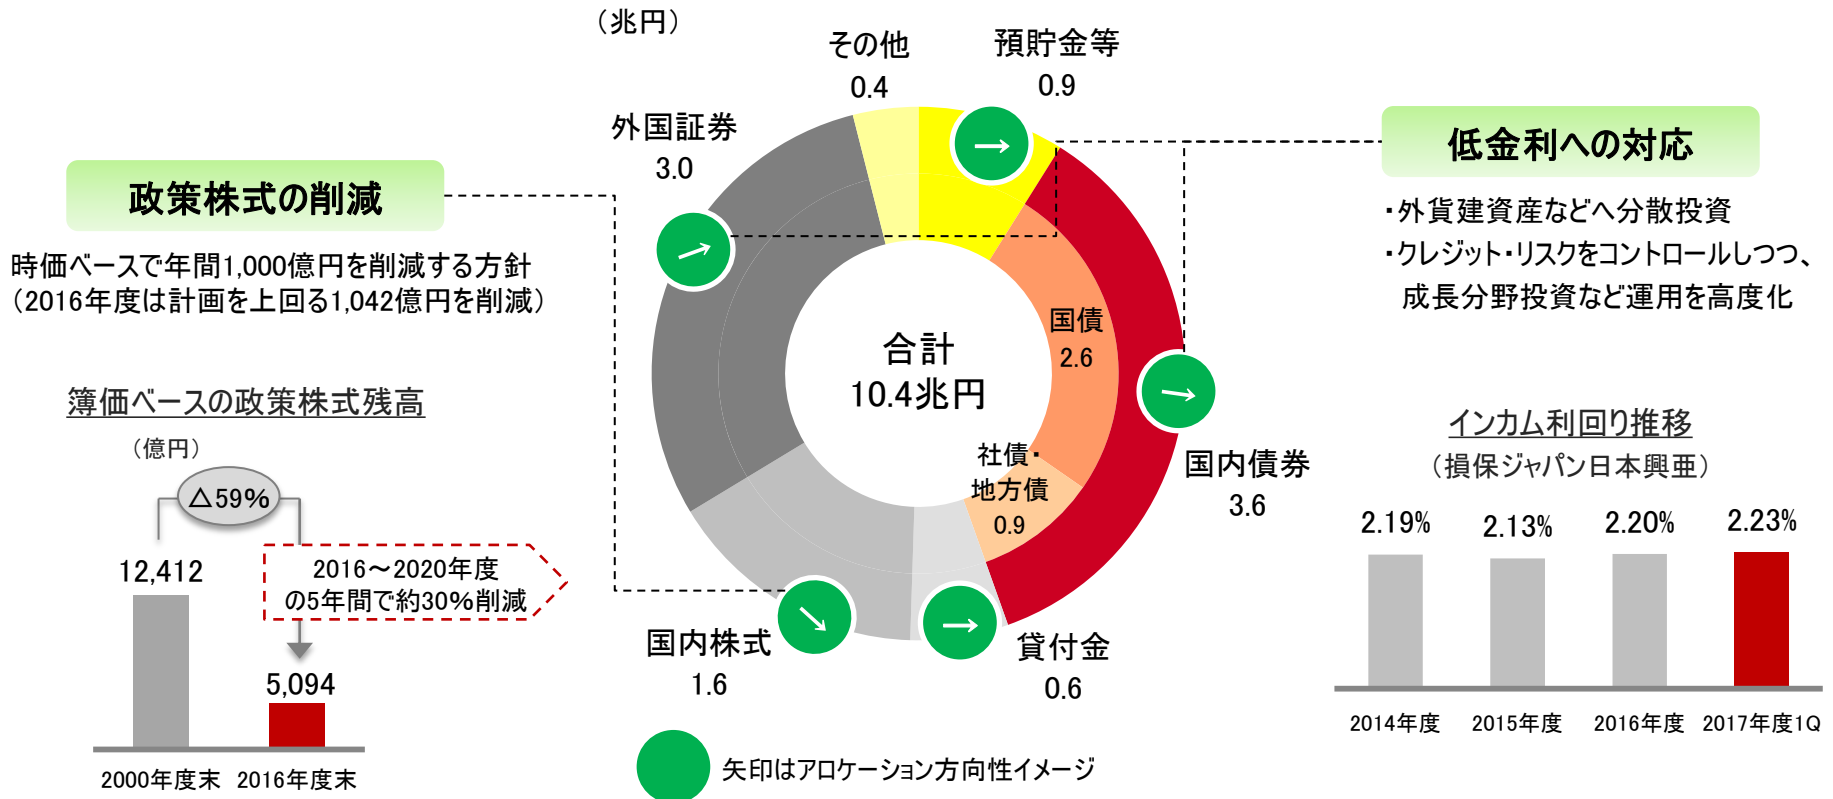 （兆円）
その他
0.4
預貯金等
0.9
外国証券
3.0
政策株式の削減
時価ベースで年間1,000億円を削減する方針
（2016年度は計画を上回る1,042億円を削減）
低金利への対応
・外貨建資産などへ分散投資
・クレジット・リスクをコントロールしつつ、
成長分野投資など運用を高度化
→
→
→
→
→
→
合計
10.4兆円
国債
2.6
社債・
地方債
0.9
国内債券
3.6
貸付金
0.6
国内株式
1.6
矢印はアロケーション方向性イメージ
簿価ベースの政策株式残高
（億円）
△59%
12,412
2016～2020年度
の5年間で約30%削減
5,094
2000年度末
2016年度末
インカム利回り推移
（損保ジャパン日本興亜）
2.19%
2.13%
2.20%
2.23%
2014年度
2015年度
2016年度
2017年度1Q